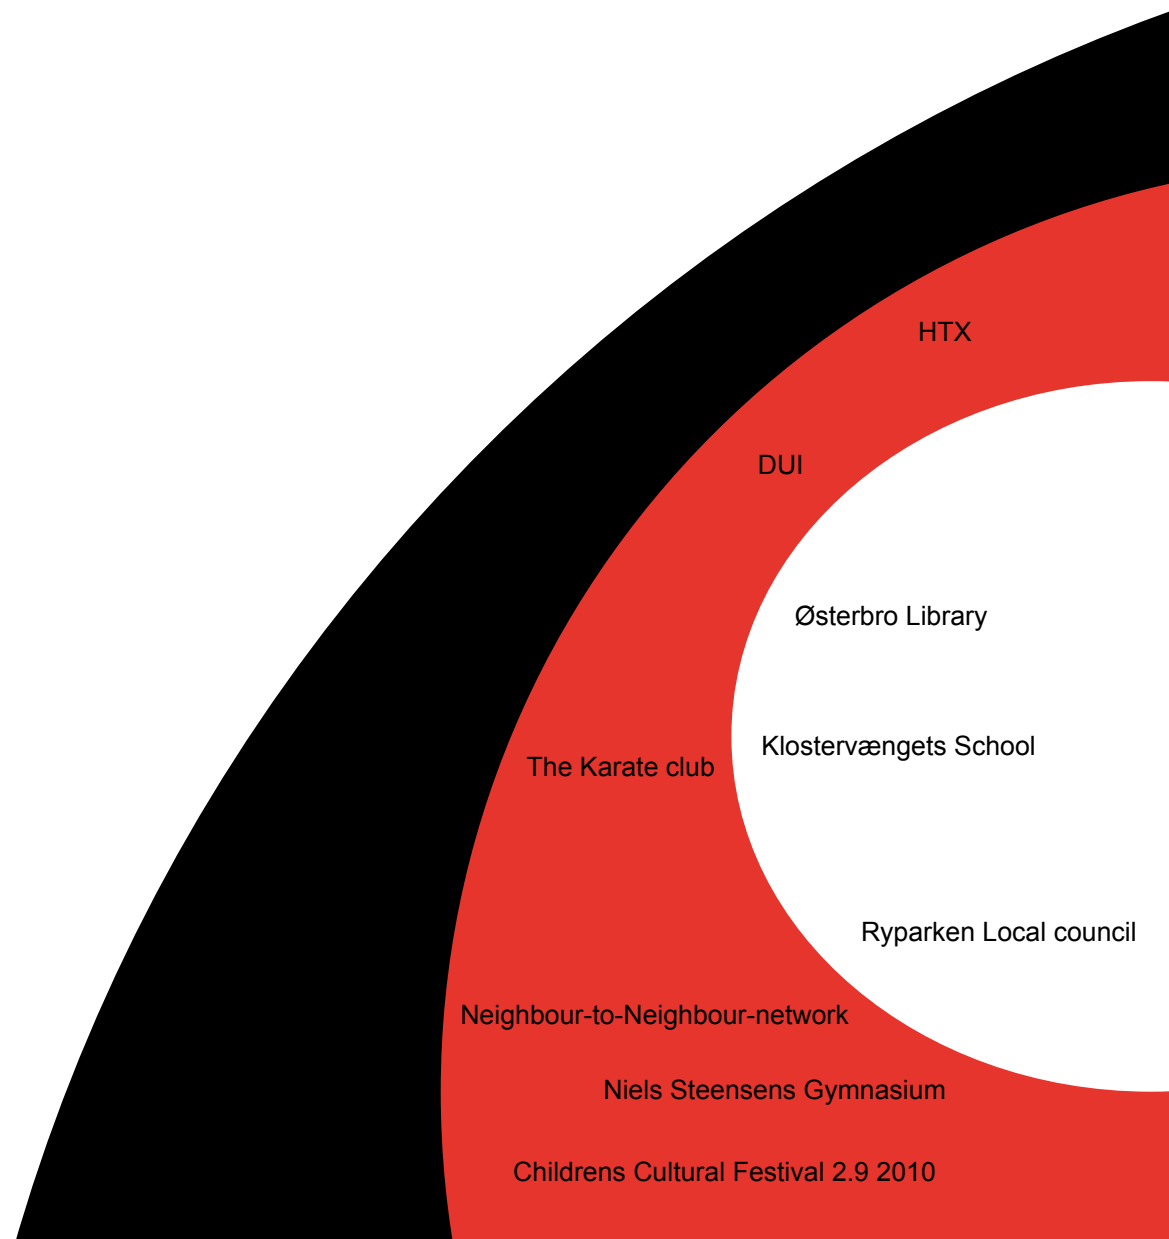 HTX
DUI
Østerbro Library
Klostervængets School
The Karate club
Ryparken Local council
Neighbour-to-Neighbour-network
Niels Steensens Gymnasium
Childrens Cultural Festival 2.9 2010